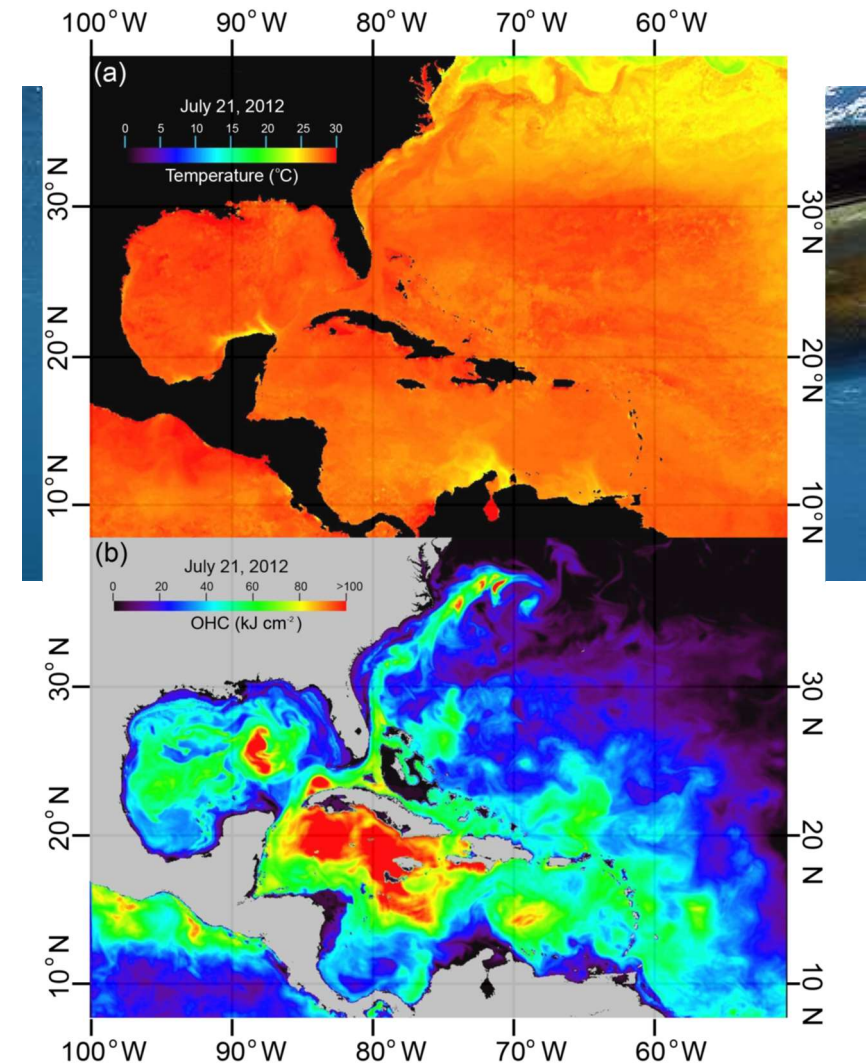 100°W 90°W 80°W 70°W 60°W
(a)
July 21, 2012
0 5 10 15 20 25 30
Temperature (°C)
30°N 30°N
20°N 20°N
10°N 10°N
(b)
July 21, 2012
0 20 40 60 80 >100
OHC (kJ cm⁻²)
30°N 30 N
20°N 20 N
10°N 10 N
100°W 90°W 80°W 70°W 60°W